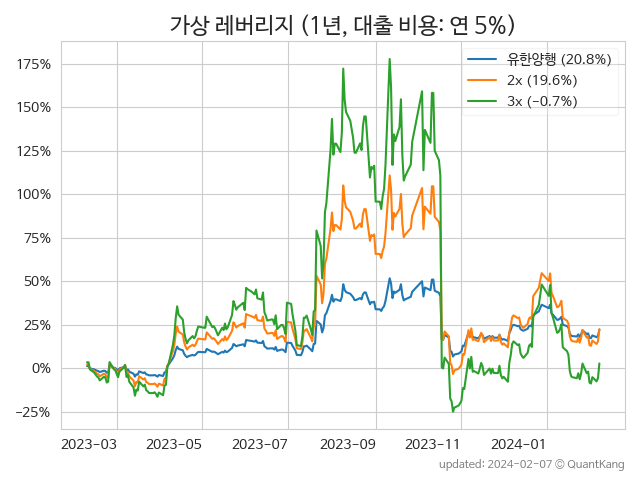 가상 레버리지 (1년, 대출 비용: 연 5%)
유한양행 (20.8%)
2x (19.6%)
3x (−0.7%)
175%
150%
125%
100%
75%
50%
25%
0%
−25%
2023-03 2023-05 2023-07 2023-09 2023-11 2024-01
updated: 2024-02-07 © QuantKang